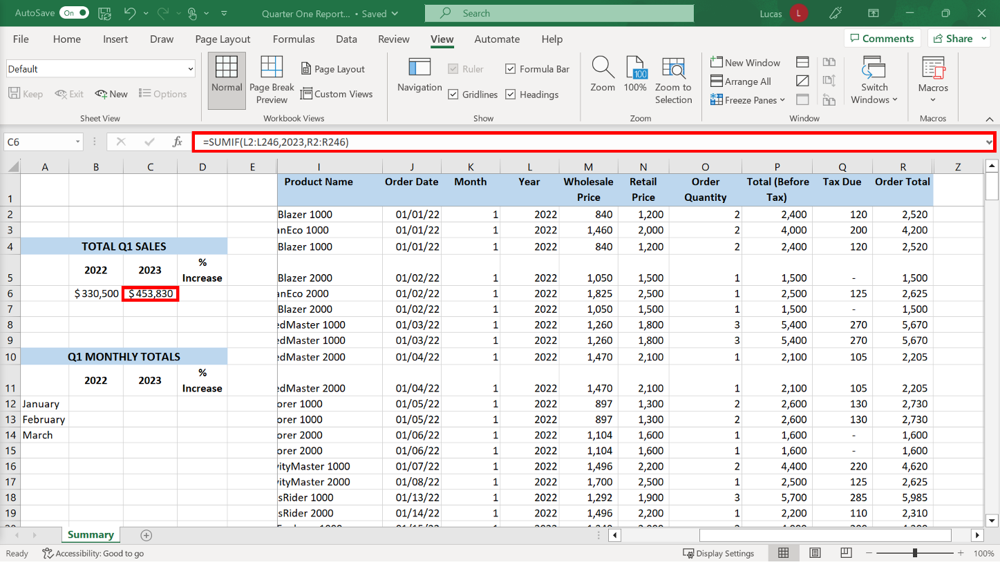 AutoSave On Quarter One Report... • Saved Search Lucas L
File Home Insert Draw Page Layout Formulas Data Review View Automate Help Comments Share
Default
Keep Exit New Options
Sheet View
Normal Page Break Preview Page Layout Custom Views
Workbook Views
Navigation Ruler Formula Bar Gridlines Headings
Show
Zoom 100 100% Zoom to Selection
Zoom
New Window
Arrange All
Freeze Panes
Switch Windows
Window
Macros
Macros
C6 fx =SUMIF(L2:L246,2023,R2:R246)
A B C D E I J K L M N O P Q R Z
1 Product Name Order Date Month Year Wholesale Price Retail Price Order Quantity Total (Before Tax) Tax Due Order Total
2 Blazer 1000 01/01/22 1 2022 840 1,200 2 2,400 120 2,520
3 anEco 1000 01/01/22 1 2022 1,460 2,000 2 4,000 200 4,200
4 TOTAL Q1 SALES Blazer 1000 01/01/22 1 2022 840 1,200 2 2,400 120 2,520
5 2022 2023 % Increase Blazer 2000 01/02/22 1 2022 1,050 1,500 1 1,500 - 1,500
6 $ 330,500 $ 453,830 anEco 2000 01/02/22 1 2022 1,825 2,500 1 2,500 125 2,625
7 Blazer 2000 01/02/22 1 2022 1,050 1,500 1 1,500 - 1,500
8 edMaster 1000 01/03/22 1 2022 1,260 1,800 3 5,400 270 5,670
9 edMaster 1000 01/03/22 1 2022 1,260 1,800 3 5,400 270 5,670
10 Q1 MONTHLY TOTALS edMaster 2000 01/04/22 1 2022 1,470 2,100 1 2,100 105 2,205
11 2022 2023 % Increase edMaster 2000 01/04/22 1 2022 1,470 2,100 1 2,100 105 2,205
12 January orer 1000 01/05/22 1 2022 897 1,300 2 2,600 130 2,730
13 February orer 1000 01/05/22 1 2022 897 1,300 2 2,600 130 2,730
14 March orer 2000 01/06/22 1 2022 1,104 1,600 1 1,600 - 1,600
15 orer 2000 01/06/22 1 2022 1,104 1,600 1 1,600 - 1,600
16 vityMaster 1000 01/07/22 1 2022 1,496 2,200 2 4,400 220 4,620
17 vityMaster 2000 01/08/22 1 2022 1,700 2,500 1 2,500 125 2,625
18 sRider 1000 01/13/22 1 2022 1,292 1,900 3 5,700 285 5,985
19 sRider 2000 01/14/22 1 2022 1,496 2,200 1 2,200 110 2,310
Summary
Ready Accessibility: Good to go Display Settings 100%